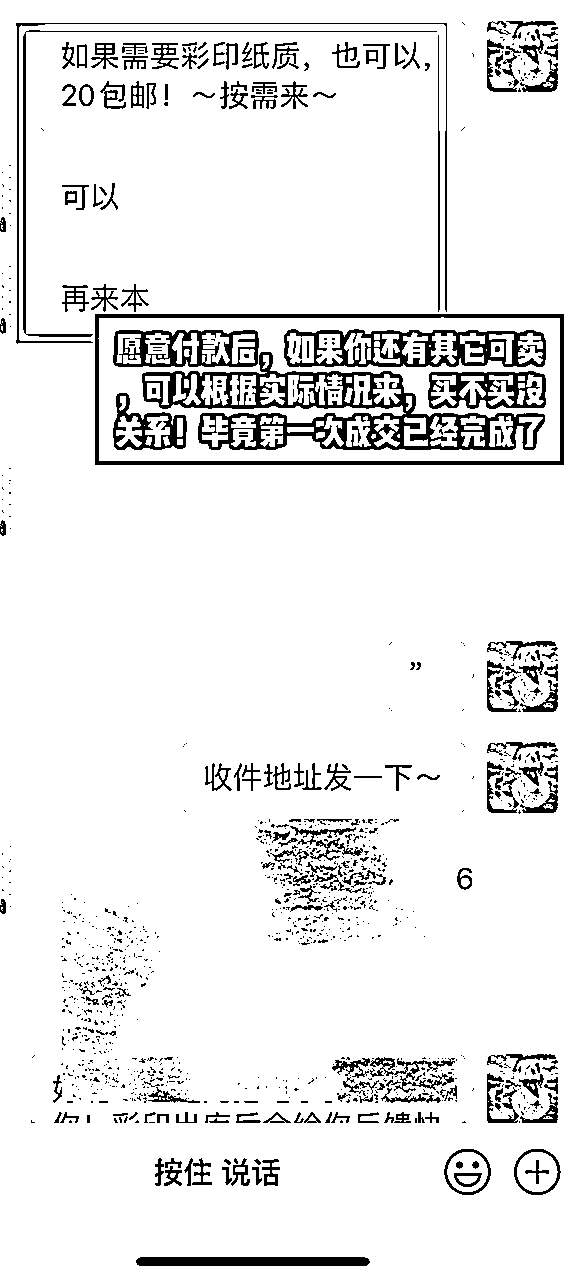 如果需要彩印纸质，也可以，
20包邮！～按需来～
可以
再来本
愿意付款后，如果你还有其它可卖
，可以根据实际情况来，买不买没
关系！毕竟第一次成交已经完成了
”
收件地址发一下～
6
你！彩印出库后会给你反馈快
按住 说话